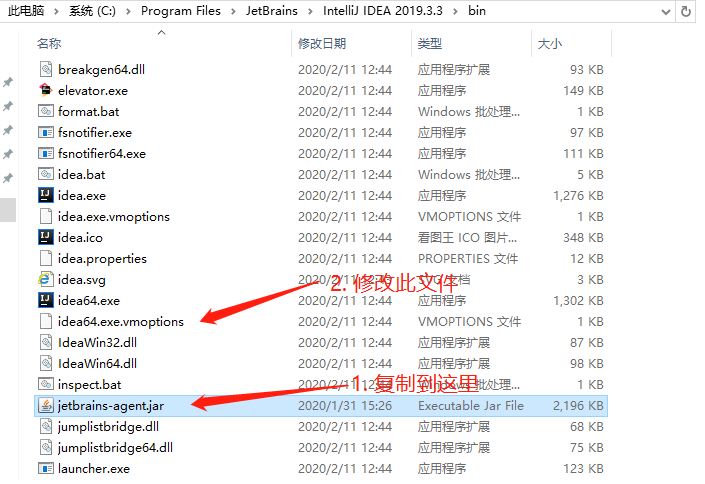 此电脑 › 系统 (C:) › Program Files › JetBrains › IntelliJ IDEA 2019.3.3 › bin
名称 修改日期 类型 大小
breakgen64.dll 2020/2/11 12:44 应用程序扩展 93 KB
elevator.exe 2020/2/11 12:44 应用程序 149 KB
format.bat 2020/2/11 12:44 Windows 批处理... 1 KB
fsnotifier.exe 2020/2/11 12:44 应用程序 97 KB
fsnotifier64.exe 2020/2/11 12:44 应用程序 111 KB
idea.bat 2020/2/11 12:44 Windows 批处理... 5 KB
idea.exe 2020/2/11 12:44 应用程序 1,276 KB
idea.exe.vmoptions 2020/2/11 12:44 VMOPTIONS 文件 1 KB
idea.ico 2020/2/11 12:44 看图王 ICO 图片... 348 KB
idea.properties 2020/2/11 12:44 PROPERTIES 文件 12 KB
idea.svg 2020/2/11 12:44 SVG 文档 3 KB
2. 修改此文件
idea64.exe 2020/2/11 12:44 应用程序 1,302 KB
idea64.exe.vmoptions 2020/2/11 12:44 VMOPTIONS 文件 1 KB
IdeaWin32.dll 2020/2/11 12:44 应用程序扩展 87 KB
IdeaWin64.dll 2020/2/11 12:44 应用程序扩展 98 KB
inspect.bat 2020/2/11 12:44 Windows 批处理... 1 KB
1. 复制到这里
jetbrains-agent.jar 2020/1/31 15:26 Executable Jar File 2,196 KB
jumplistbridge.dll 2020/2/11 12:44 应用程序扩展 68 KB
jumplistbridge64.dll 2020/2/11 12:44 应用程序扩展 75 KB
launcher.exe 2020/2/11 12:44 应用程序 123 KB